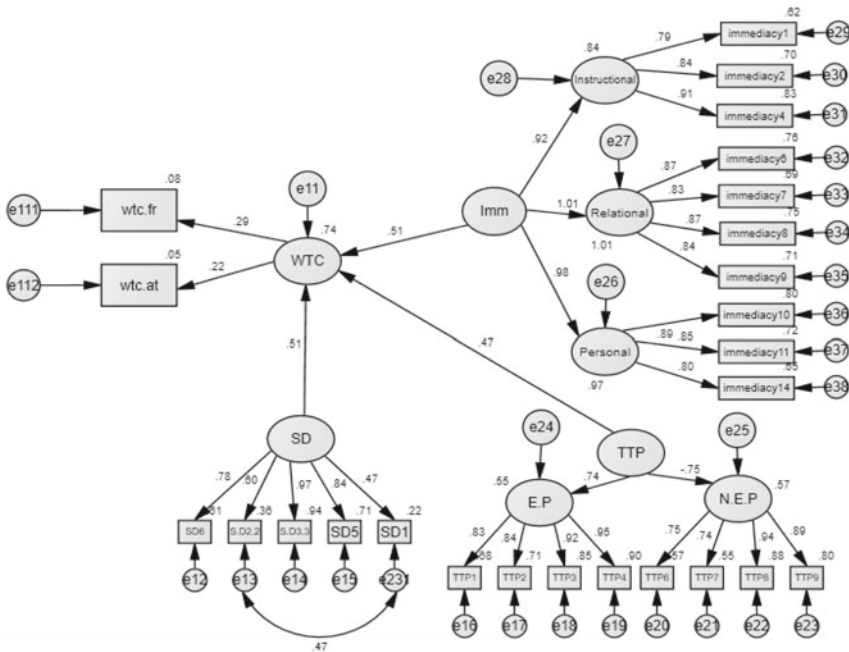 .62
.79
immediacy1
e29
.84
.70
e28
Instructional
.84
immediacy2
e30
.91
.83
immediacy4
e31
.92
e27
.76
.87
immediacy6
e32
.69
.83
immediacy7
e33
Imm
1.01
Relational
.75
.87
immediacy8
e34
1.01
.84
.71
immediacy9
e35
.08
e111
wtc.fr
e11
.74
.29
WTC
.51
.05
e112
wtc.at
.22
.98
e26
.80
immediacy10
e36
.89
.85
.72
Personal
immediacy11
e37
.80
.65
immediacy14
e38
.97
.51
.47
SD
e24
TTP
e25
.78
.60
.97
.84
.47
.55
E.P
.74
-.75
N.E.P
.57
.61
.36
.94
.71
.22
SD6
S.D2.2
S.D3.3
SD5
SD1
.83
.84
.92
.95
.75
.74
.94
.89
.68
.71
.85
.90
.57
.55
.88
.80
TTP1
TTP2
TTP3
TTP4
TTP6
TTP7
TTP8
TTP9
e12
e13
e14
e15
e231
e16
e17
e18
e19
e20
e21
e22
e23
.47